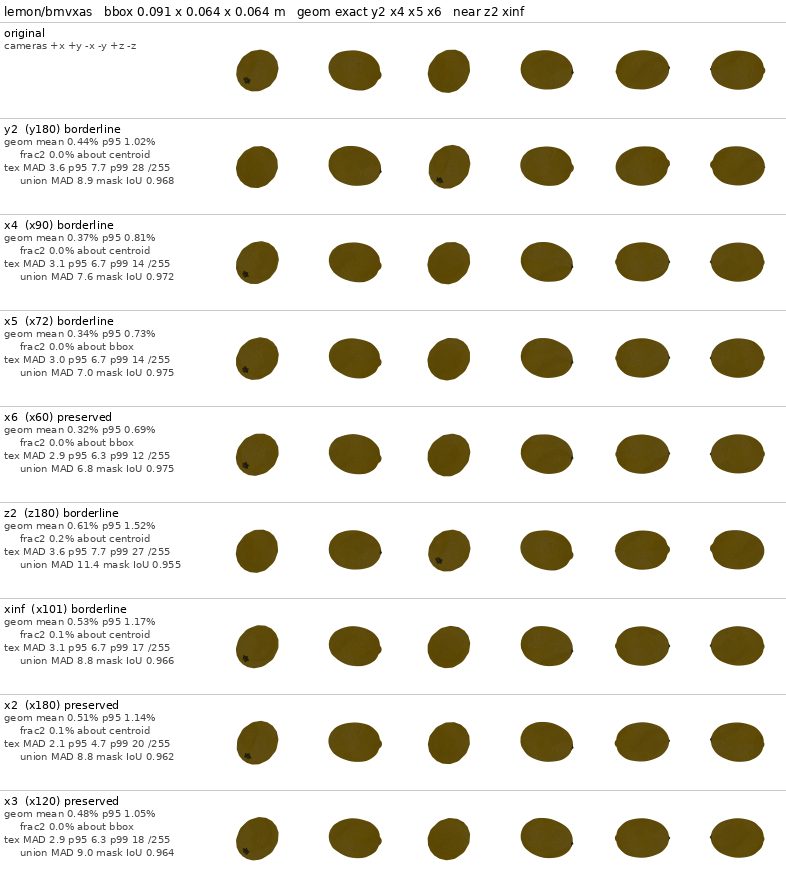 lemon/bmvxas   bbox 0.091 x 0.064 x 0.064 m   geom exact y2 x4 x5 x6   near z2 xinf
original
cameras +x +y -x -y +z -z
y2  (y180) borderline
geom mean 0.44% p95 1.02%
frac2 0.0% about centroid
tex MAD 3.6 p95 7.7 p99 28 /255
union MAD 8.9 mask IoU 0.968
x4  (x90) borderline
geom mean 0.37% p95 0.81%
frac2 0.0% about centroid
tex MAD 3.1 p95 6.7 p99 14 /255
union MAD 7.6 mask IoU 0.972
x5  (x72) borderline
geom mean 0.34% p95 0.73%
frac2 0.0% about bbox
tex MAD 3.0 p95 6.7 p99 14 /255
union MAD 7.0 mask IoU 0.975
x6  (x60) preserved
geom mean 0.32% p95 0.69%
frac2 0.0% about bbox
tex MAD 2.9 p95 6.3 p99 12 /255
union MAD 6.8 mask IoU 0.975
z2  (z180) borderline
geom mean 0.61% p95 1.52%
frac2 0.2% about centroid
tex MAD 3.6 p95 7.7 p99 27 /255
union MAD 11.4 mask IoU 0.955
xinf  (x101) borderline
geom mean 0.53% p95 1.17%
frac2 0.1% about centroid
tex MAD 3.1 p95 6.7 p99 17 /255
union MAD 8.8 mask IoU 0.966
x2  (x180) preserved
geom mean 0.51% p95 1.14%
frac2 0.1% about centroid
tex MAD 2.1 p95 4.7 p99 20 /255
union MAD 8.8 mask IoU 0.962
x3  (x120) preserved
geom mean 0.48% p95 1.05%
frac2 0.0% about bbox
tex MAD 2.9 p95 6.3 p99 18 /255
union MAD 9.0 mask IoU 0.964